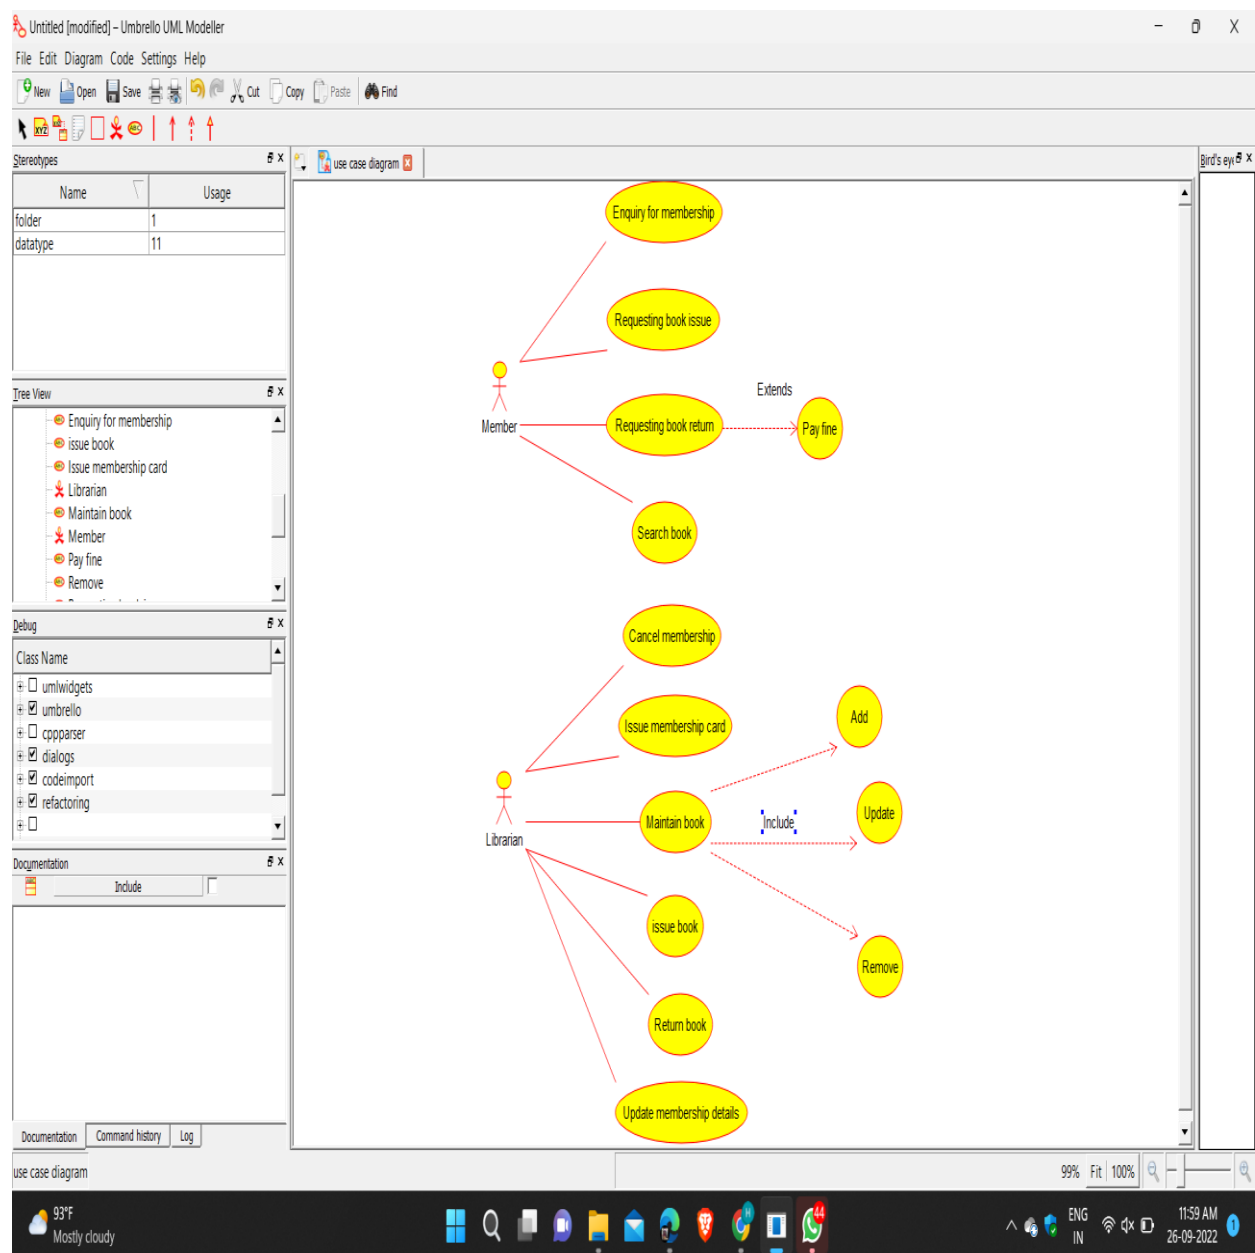 Untitled [modified] – Umbrello UML Modeller
File Edit Diagram Code Settings Help
New Open Save Cut Copy Paste Find
XYZ ABC
Stereotypes
use case diagram
Bird's eye
Name Usage
folder 1
datatype 11
Tree View
Enquiry for membership
issue book
Issue membership card
Librarian
Maintain book
Member
Pay fine
Remove
Debug
Class Name
umlwidgets
umbrello
cppparser
dialogs
codeimport
refactoring
Documentation
Include
Documentation Command history Log
Enquiry for membership
Requesting book issue
Member
Requesting book return
Extends
Pay fine
Search book
Cancel membership
Issue membership card
Librarian
Maintain book
Add
Include
Update
Remove
issue book
Return book
Update membership details
use case diagram
99% Fit 100%
93°F
Mostly cloudy
H
44
ENG
IN
11:59 AM
26-09-2022
1